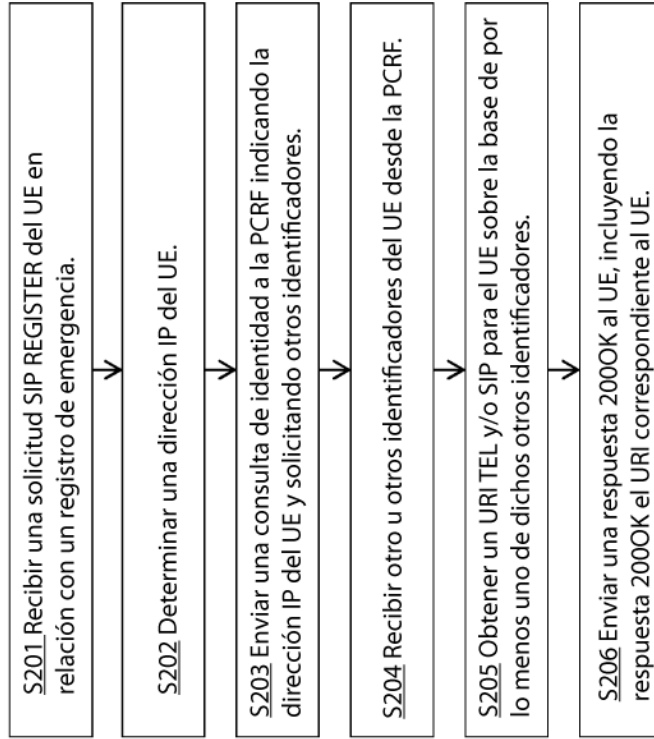 S201 Recibir una solicitud SIP REGISTER del UE en
relación con un registro de emergencia.
S202 Determinar una dirección IP del UE.
S203 Enviar una consulta de identidad a la PCRF indicando la
dirección IP del UE y solicitando otros identificadores.
S204 Recibir otro u otros identificadores del UE desde la PCRF.
S205 Obtener un URI TEL y/o SIP para el UE sobre la base de por
lo menos uno de dichos otros identificadores.
S206 Enviar una respuesta 200OK al UE, incluyendo la
respuesta 200OK el URI correspondiente al UE.